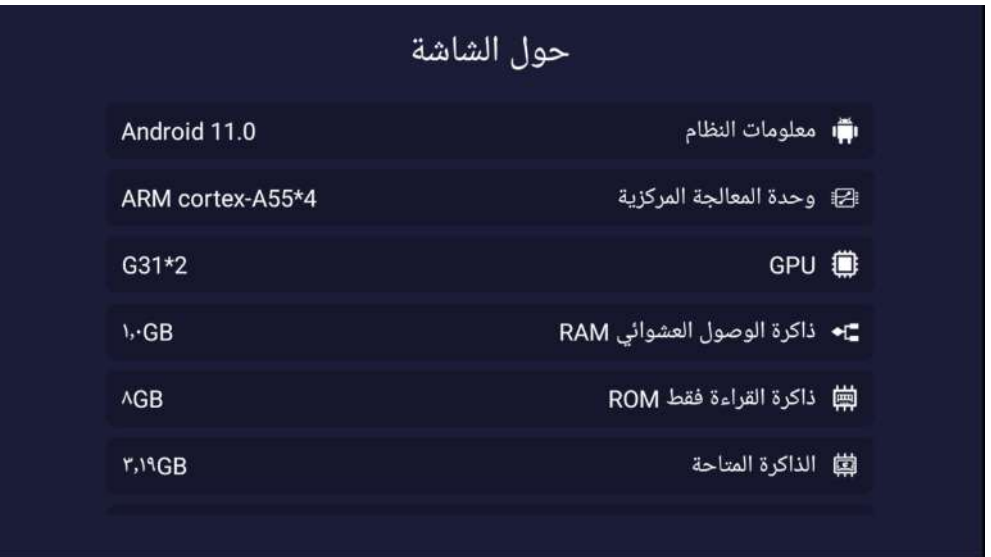 حول الشاشة
معلومات النظام Android 11.0
وحدة المعالجة المركزية ARM cortex-A55*4
GPU G31*2
ذاكرة الوصول العشوائي RAM ١,٠GB
ذاكرة القراءة فقط ROM ٨GB
الذاكرة المتاحة ٣,١٩GB